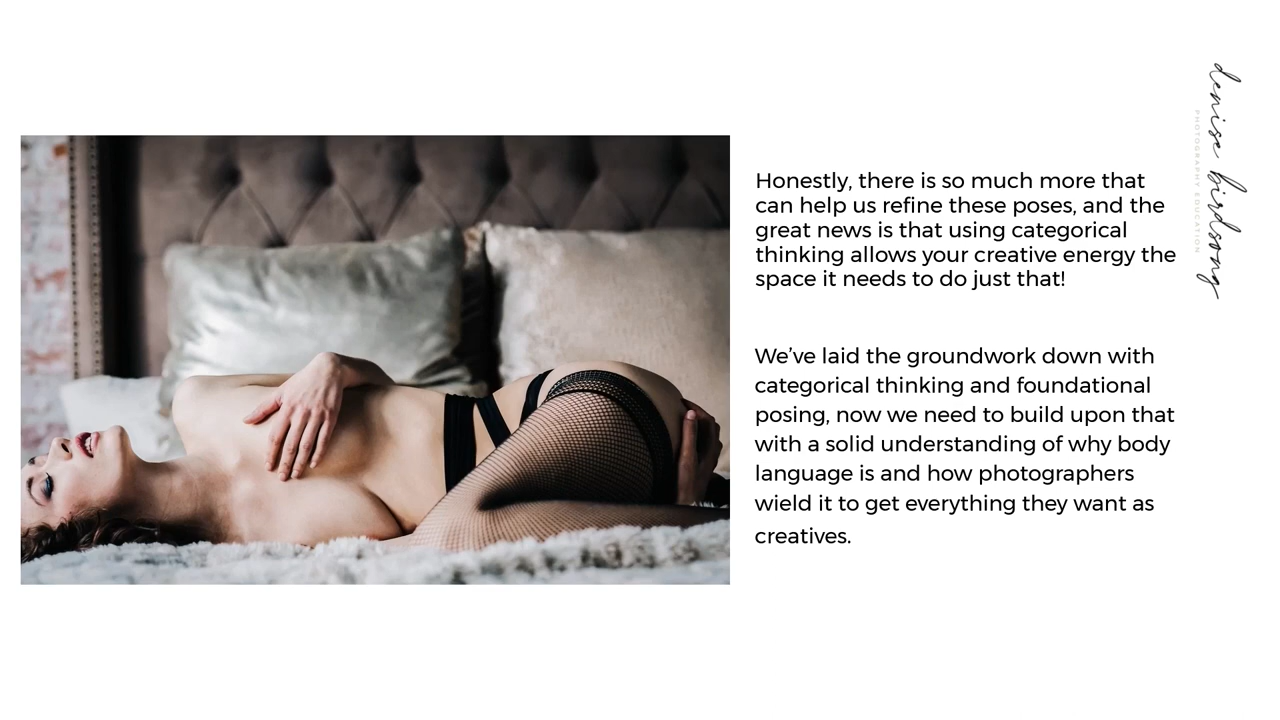 Honestly, there is so much more that
can help us refine these poses, and the
great news is that using categorical
thinking allows your creative energy the
space it needs to do just that!
We’ve laid the groundwork down with
categorical thinking and foundational
posing, now we need to build upon that
with a solid understanding of why body
language is and how photographers
wield it to get everything they want as
creatives.
denise birdsong
PHOTOGRAPHY EDUCATION